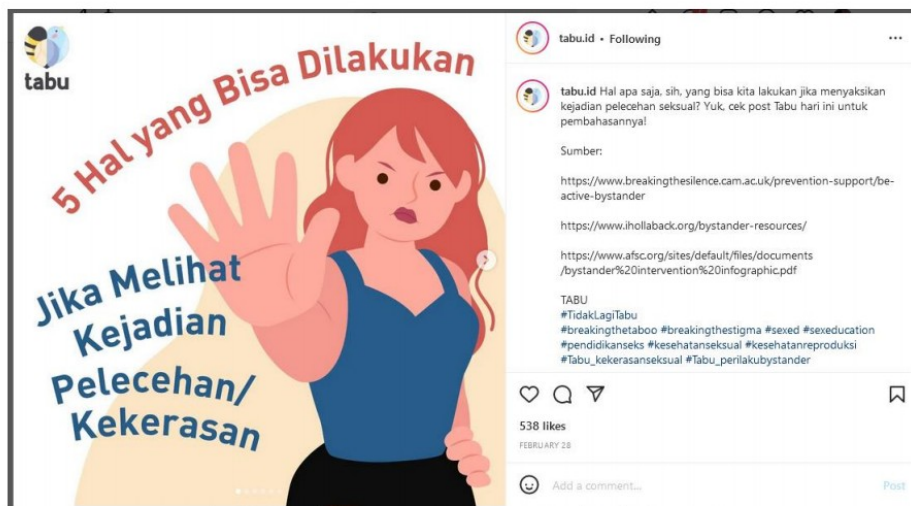 tabu
5 Hal yang Bisa Dilakukan
Jika Melihat
Kejadian
Pelecehan/
Kekerasan
tabu.id • Following
tabu.id Hal apa saja, sih, yang bisa kita lakukan jika menyaksikan
kejadian pelecehan seksual? Yuk, cek post Tabu hari ini untuk
pembahasannya!
Sumber:
https://www.breakingthesilence.cam.ac.uk/prevention-support/be-
active-bystander
https://www.ihollaback.org/bystander-resources/
https://www.afsc.org/sites/default/files/documents
/bystander%20intervention%20infographic.pdf
TABU
#TidakLagiTabu
#breakingthetaboo #breakingthestigma #sexed #sexeducation
#pendidikanseks #kesehatanseksual #kesehatanreproduksi
#Tabu_kekerasanseksual #Tabu_perilakubystander
538 likes
FEBRUARY 28
Add a comment...
Post